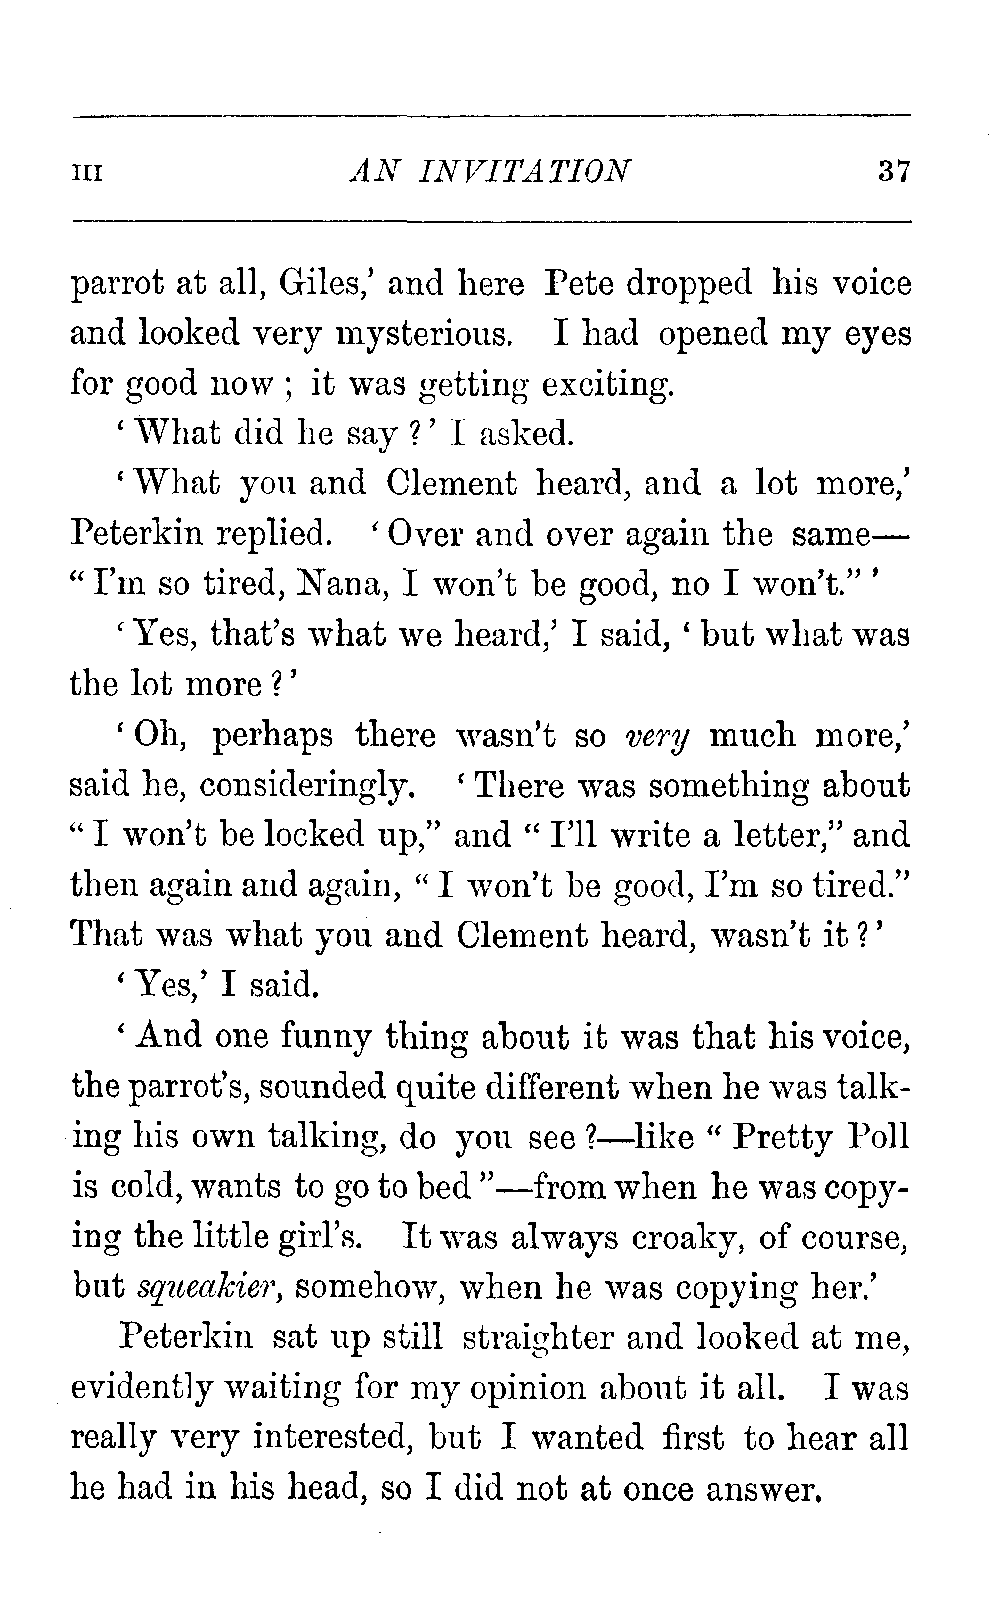 III AN INVITATION 37
parrot at all, Giles,' and here Pete dropped his voice
and looked very mysterious. I had opened my eyes
for good now ; it was getting exciting.
‘ What did he say ?’ I asked.
‘ What you and Clement heard, and a lot more,’
Peterkin replied. ‘ Over and over again the same—
“ I’m so tired, Nana, I won’t be good, no I won’t.” ’
‘ Yes, that’s what we heard,’ I said, ‘ but what was
the lot more ?’
‘ Oh, perhaps there wasn’t so very much more,’
said he, consideringly. ‘ There was something about
“ I won’t be locked up,” and “ I’ll write a letter,” and
then again and again, “ I won’t be good, I’m so tired.”
That was what you and Clement heard, wasn’t it ?’
‘ Yes,’ I said.
‘ And one funny thing about it was that his voice,
the parrot’s, sounded quite different when he was talk-
ing his own talking, do you see ?—like “ Pretty Poll
is cold, wants to go to bed ”—from when he was copy-
ing the little girl’s. It was always croaky, of course,
but squeakier, somehow, when he was copying her.’
Peterkin sat up still straighter and looked at me,
evidently waiting for my opinion about it all. I was
really very interested, but I wanted first to hear all
he had in his head, so I did not at once answer.